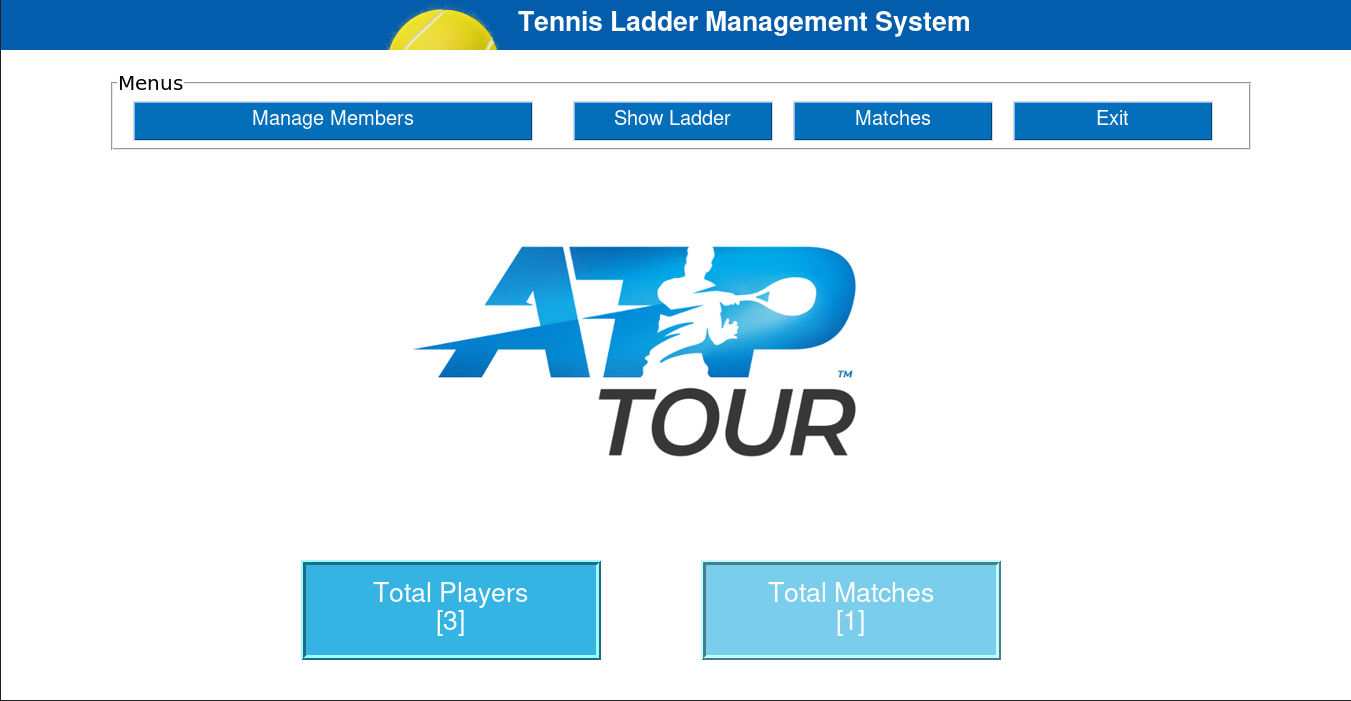 Tennis Ladder Management System
Menus
Manage Members
Show Ladder
Matches
Exit
ATP
TM
TOUR
Total Players
[3]
Total Matches
[1]